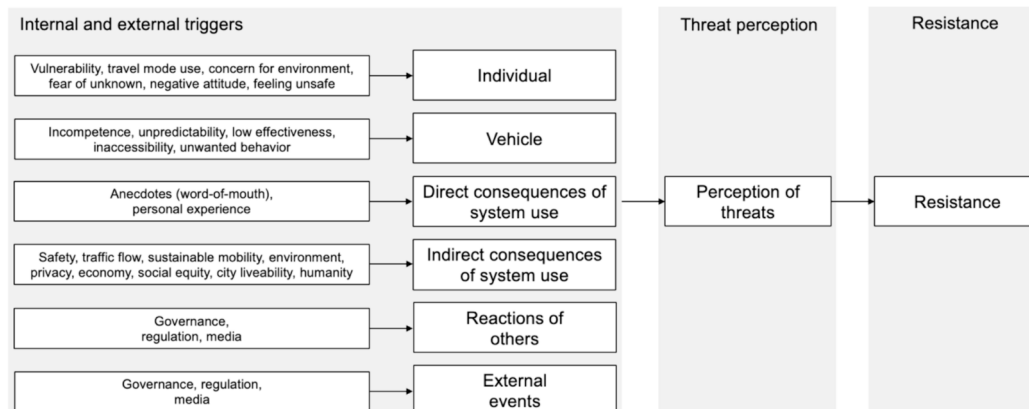 Internal and external triggers
Threat perception
Resistance
Vulnerability, travel mode use, concern for environment,
fear of unknown, negative attitude, feeling unsafe
Individual
Incompetence, unpredictability, low effectiveness,
inaccessibility, unwanted behavior
Vehicle
Anecdotes (word-of-mouth),
personal experience
Direct consequences of
system use
Perception of
threats
Resistance
Safety, traffic flow, sustainable mobility, environment,
privacy, economy, social equity, city liveability, humanity
Indirect consequences
of system use
Governance,
regulation, media
Reactions of
others
Governance, regulation,
media
External
events